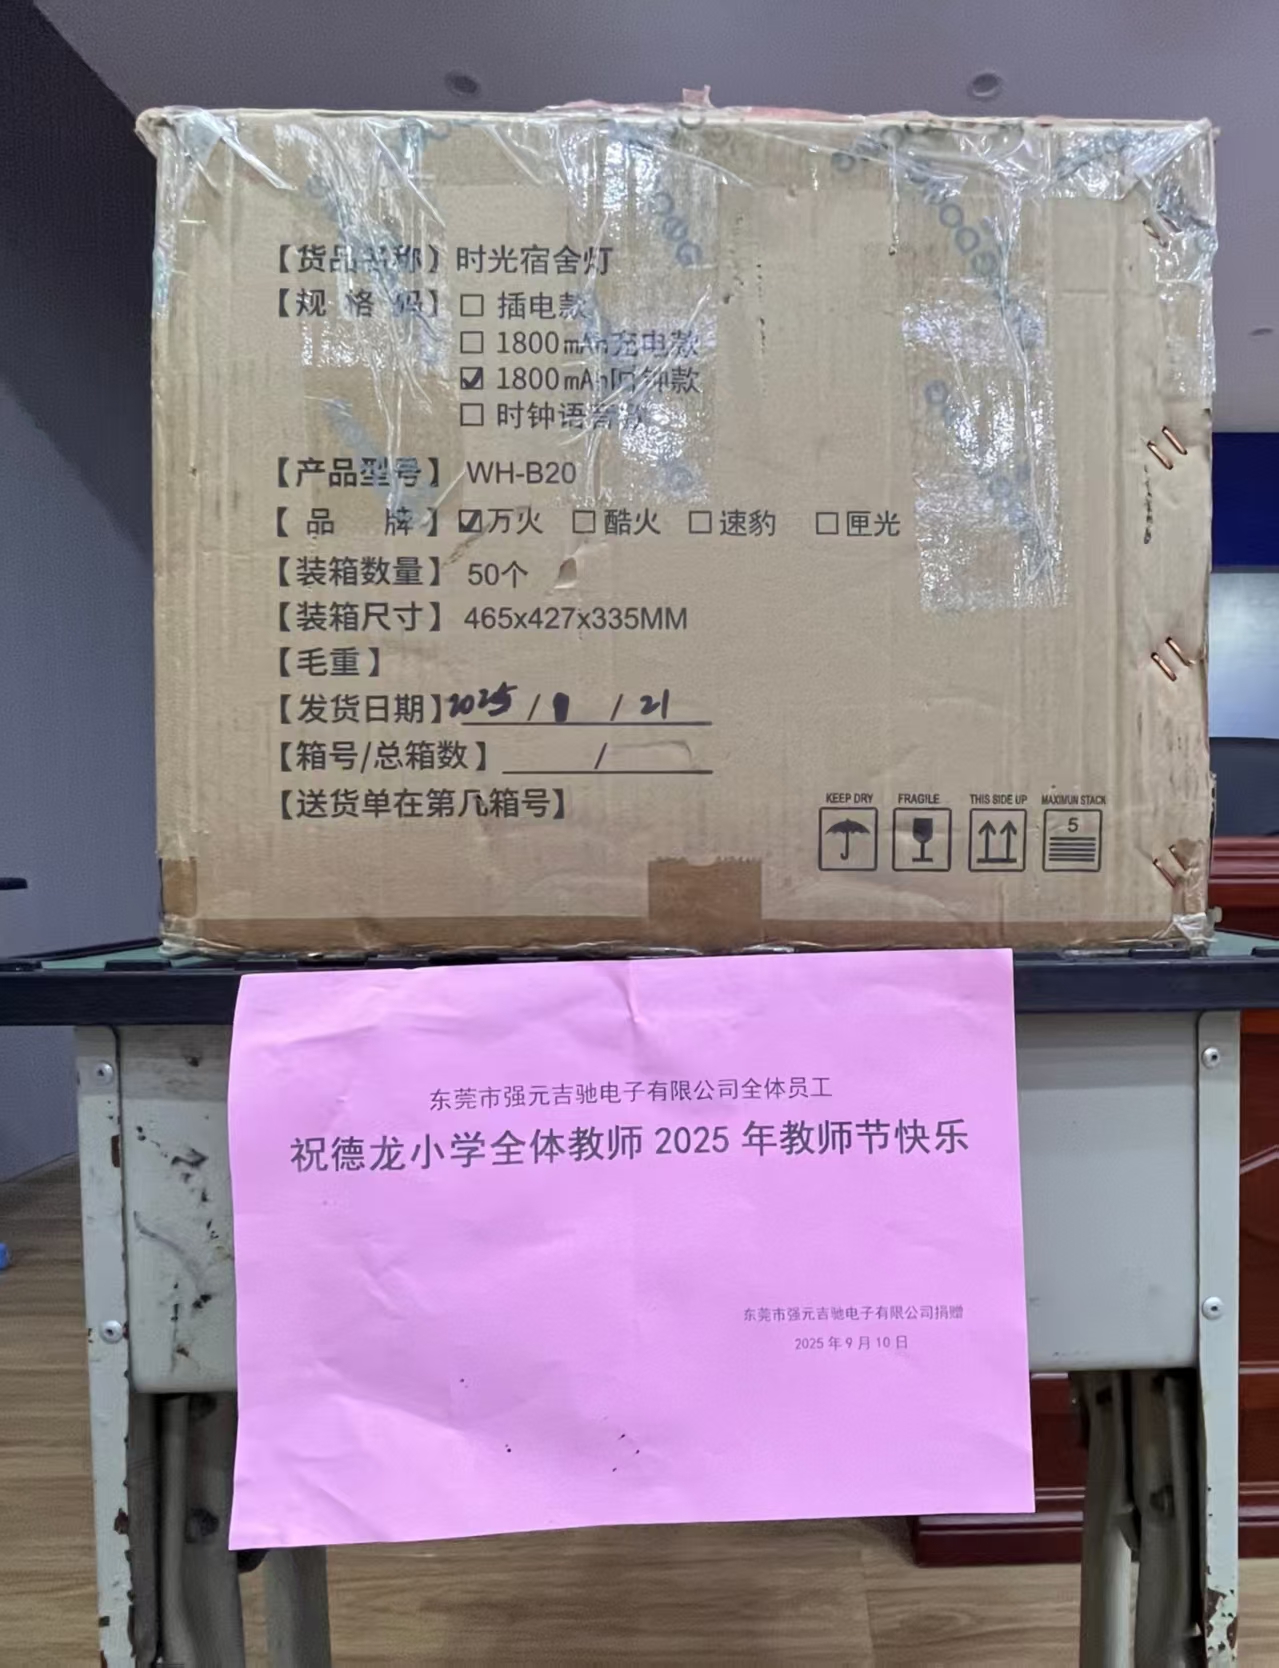 【货品名称】时光宿舍灯
【规格码】□ 插电款
□ 1800mAh充电款
☑ 1800mAh时钟款
□ 时钟语音款
【产品型号】 WH-B20
【品牌】☑万火 □酷火 □速豹 □匣光
【装箱数量】 50个
【装箱尺寸】 465x427x335MM
【毛重】
【发货日期】2025 / / 21
【箱号/总箱数】 /
【送货单在第几箱号】
KEEP DRY FRAGILE THIS SIDE UP MAXIMUN STACK
5
东莞市强元吉驰电子有限公司全体员工
祝德龙小学全体教师 2025 年教师节快乐
东莞市强元吉驰电子有限公司捐赠
2025 年 9 月 10 日